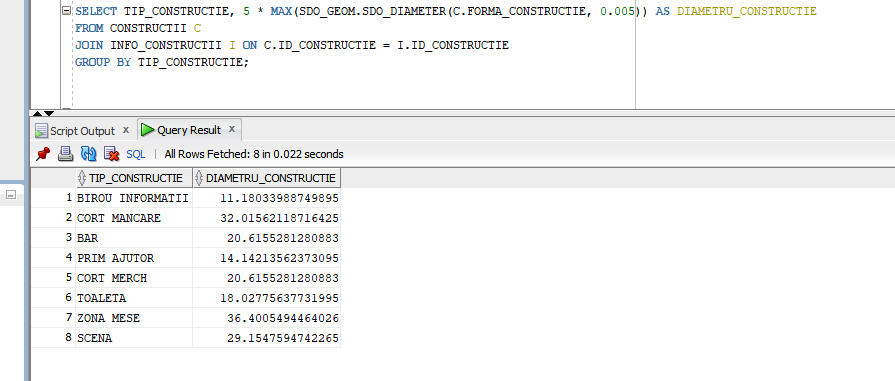 SELECT TIP_CONSTRUCTIE, 5 * MAX(SDO_GEOM.SDO_DIAMETER(C.FORMA_CONSTRUCTIE, 0.005)) AS DIAMETRU_CONSTRUCTIE
FROM CONSTRUCTII C
JOIN INFO_CONSTRUCTII I ON C.ID_CONSTRUCTIE = I.ID_CONSTRUCTIE
GROUP BY TIP_CONSTRUCTIE;
Script Output x Query Result x
SQL | All Rows Fetched: 8 in 0.022 seconds
TIP_CONSTRUCTIE DIAMETRU_CONSTRUCTIE
1 BIROU INFORMATII 11.18033988749895
2 CORT MANCARE 32.01562118716425
3 BAR 20.6155281280883
4 PRIM AJUTOR 14.14213562373095
5 CORT MERCH 20.6155281280883
6 TOALETA 18.02775637731995
7 ZONA MESE 36.4005494464026
8 SCENA 29.1547594742265